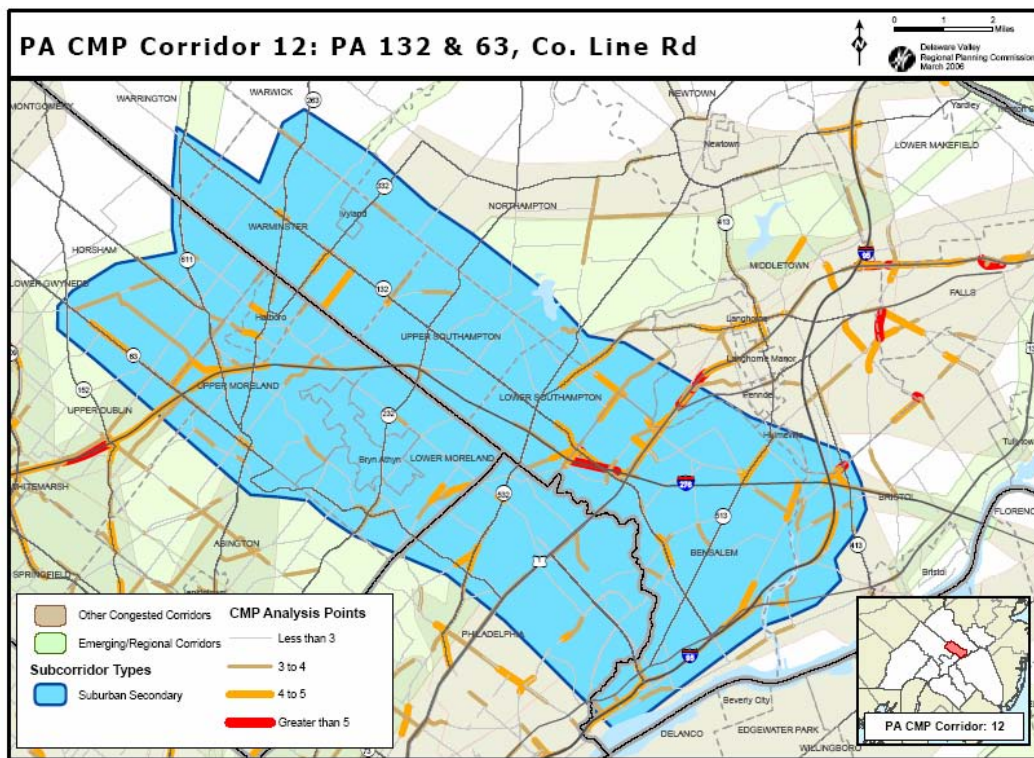 PA CMP Corridor 12: PA 132 & 63, Co. Line Rd
N
0 1 2
Miles
Delaware Valley
Regional Planning Commission
March 2006
MONTGOMERY
WARRINGTON
WARWICK
263
NEWTOWN
Newtown
Yardley
LOWER MAKEFIELD
332
Ivyland
NORTHAMPTON
413
WARMINSTER
HORSHAM
611
LOWER GWYNEDD
132
Hatboro
MIDDLETOWN
95
FALLS
UPPER SOUTHAMPTON
Langhorne
Langhorne Manor
63
152
UPPER MORELAND
UPPER DUBLIN
232
LOWER SOUTHAMPTON
Penndel
Hulmeville
Bryn Athyn
LOWER MORELAND
WHITEMARSH
276
532
513
BRISTOL
ABINGTON
BENSALEM
413
SPRINGFIELD
Bristol
PHILADELPHIA
95
Beverly City
DELANCO
EDGEWATER PARK
WILLINGBORO
73
Other Congested Corridors
Emerging/Regional Corridors
Subcorridor Types
Suburban Secondary
CMP Analysis Points
Less than 3
3 to 4
4 to 5
Greater than 5
PA CMP Corridor: 12